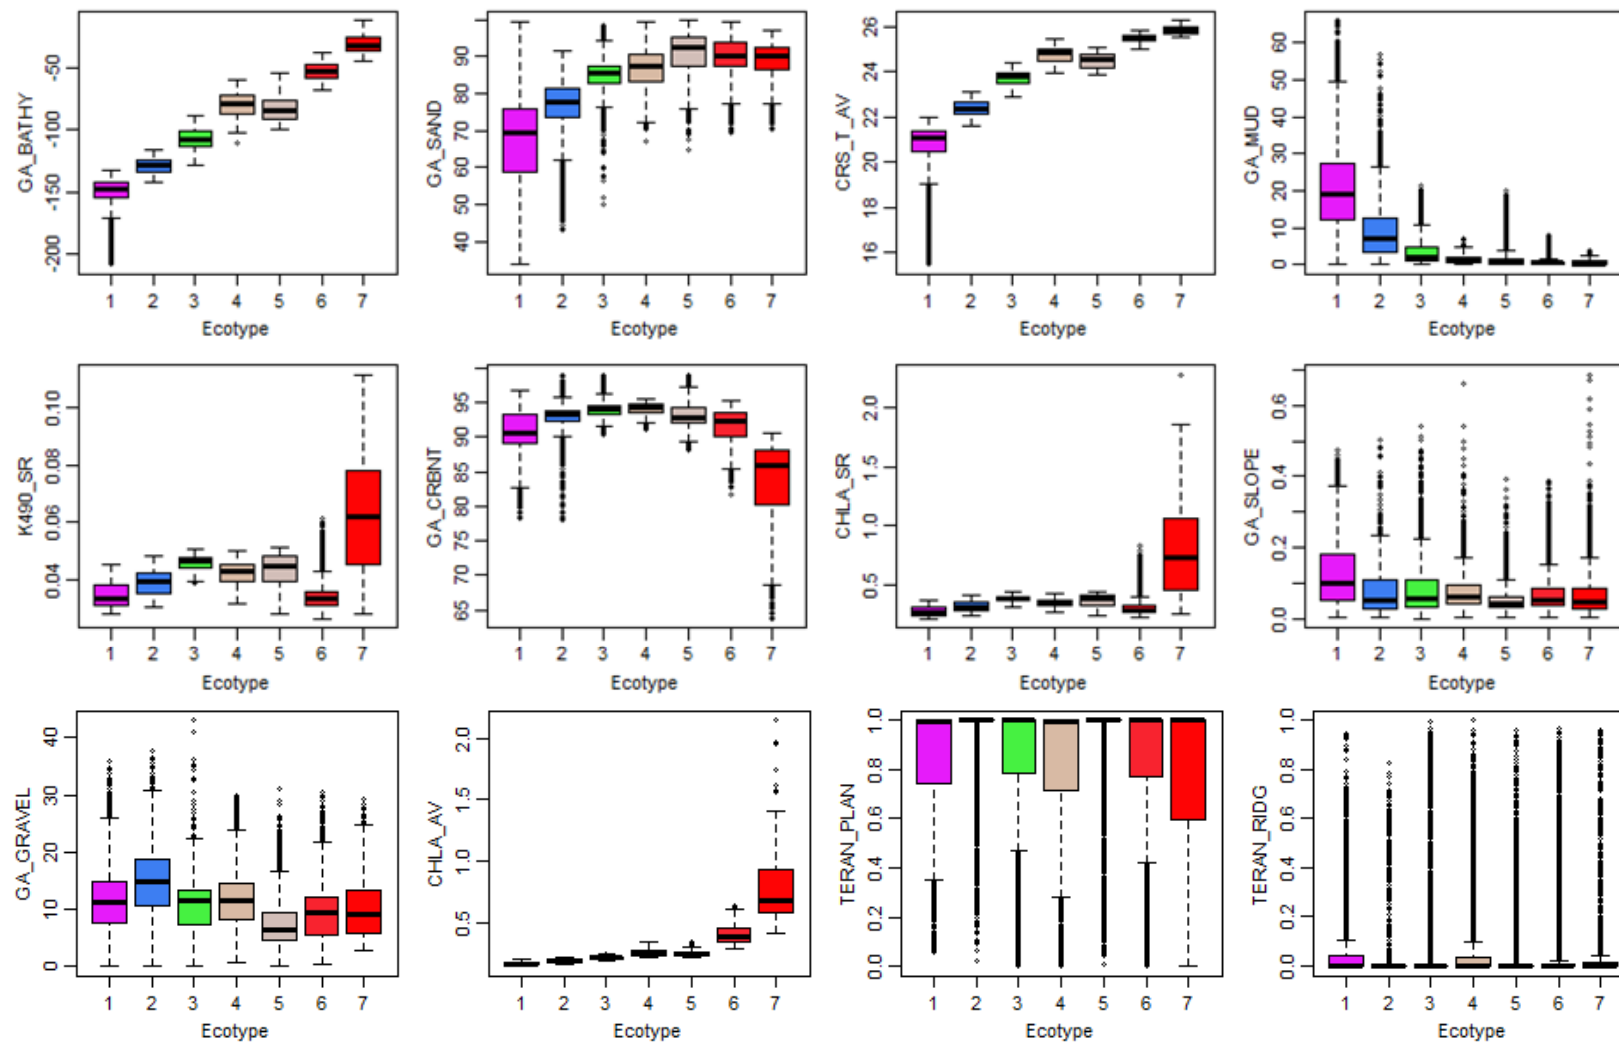 GA_BATHY
-50
-100
-150
-200
1 2 3 4 5 6 7
Ecotype
GA_SAND
90
80
70
60
50
40
1 2 3 4 5 6 7
Ecotype
CRS_T_AV
26
24
22
20
18
16
1 2 3 4 5 6 7
Ecotype
GA_MUD
60
50
40
30
20
10
0
1 2 3 4 5 6 7
Ecotype
K490_SR
0.10
0.08
0.06
0.04
1 2 3 4 5 6 7
Ecotype
GA_CRBNT
95
90
85
80
75
70
65
1 2 3 4 5 6 7
Ecotype
CHLA_SR
2.0
1.5
1.0
0.5
1 2 3 4 5 6 7
Ecotype
GA_SLOPE
0.6
0.4
0.2
0.0
1 2 3 4 5 6 7
Ecotype
GA_GRAVEL
40
30
20
10
0
1 2 3 4 5 6 7
Ecotype
CHLA_AV
2.0
1.5
1.0
0.5
1 2 3 4 5 6 7
Ecotype
TERAN_PLAN
1.0
0.8
0.6
0.4
0.2
0.0
1 2 3 4 5 6 7
Ecotype
TERAN_RIDG
1.0
0.8
0.6
0.4
0.2
0.0
1 2 3 4 5 6 7
Ecotype